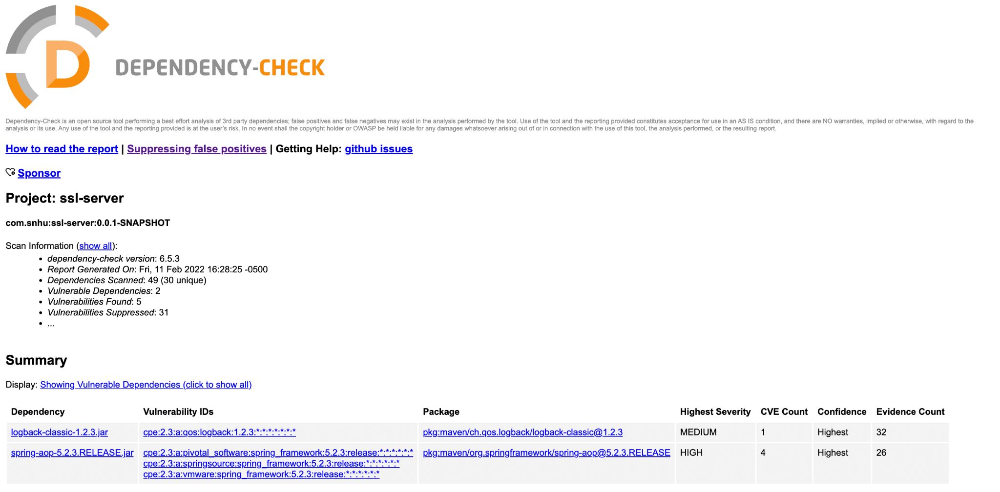 D
DEPENDENCY-CHECK
Dependency-Check is an open source tool performing a best effort analysis of 3rd party dependencies; false positives and false negatives may exist in the analysis performed by the tool. Use of the tool and the reporting provided constitutes acceptance for use in an AS IS condition, and there are NO warranties, implied or otherwise, with regard to the
analysis or its use. Any use of the tool and the reporting provided is at the user's risk. In no event shall the copyright holder or OWASP be held liable for any damages whatsoever arising out of or in connection with the use of this tool, the analysis performed, or the resulting report.
How to read the report | Suppressing false positives | Getting Help: github issues
Sponsor
Project: ssl-server
com.snhu:ssl-server:0.0.1-SNAPSHOT
Scan Information (show all):
• dependency-check version: 6.5.3
• Report Generated On: Fri, 11 Feb 2022 16:28:25 -0500
• Dependencies Scanned: 49 (30 unique)
• Vulnerable Dependencies: 2
• Vulnerabilities Found: 5
• Vulnerabilities Suppressed: 31
• ...
Summary
Display: Showing Vulnerable Dependencies (click to show all)
Dependency Vulnerability IDs Package Highest Severity CVE Count Confidence Evidence Count
logback-classic-1.2.3.jar cpe:2.3:a:qos:logback:1.2.3:*:*:*:*:*:*:* pkg:maven/ch.qos.logback/logback-classic@1.2.3 MEDIUM 1 Highest 32
spring-aop-5.2.3.RELEASE.jar cpe:2.3:a:pivotal_software:spring_framework:5.2.3:release:*:*:*:*:*:* pkg:maven/org.springframework/spring-aop@5.2.3.RELEASE HIGH 4 Highest 26
cpe:2.3:a:springsource:spring_framework:5.2.3:release:*:*:*:*:*:*
cpe:2.3:a:vmware:spring_framework:5.2.3:release:*:*:*:*:*:*